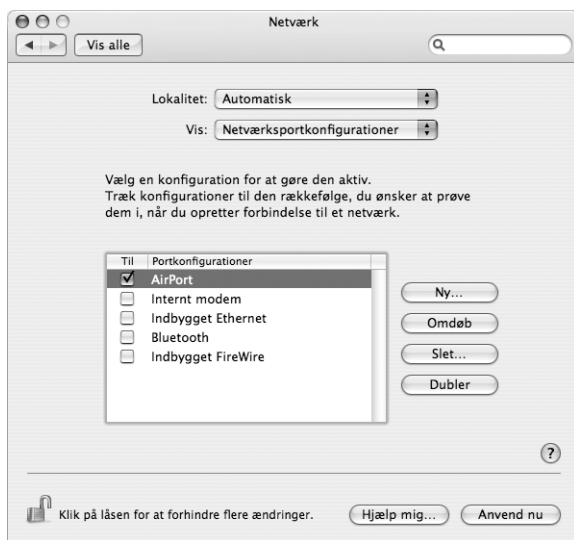 Netværk
Vis alle
Lokalitet: Automatisk
Vis: Netværksportkonfigurationer
Vælg en konfiguration for at gøre den aktiv.
Træk konfigurationer til den rækkefølge, du ønsker at prøve
dem i, når du opretter forbindelse til et netværk.
Til Portkonfigurationer
AirPort
Internt modem
Indbygget Ethernet
Bluetooth
Indbygget FireWire
Ny...
Omdøb
Slet...
Dubler
?
Klik på låsen for at forhindre flere ændringer.
Hjælp mig...
Anvend nu